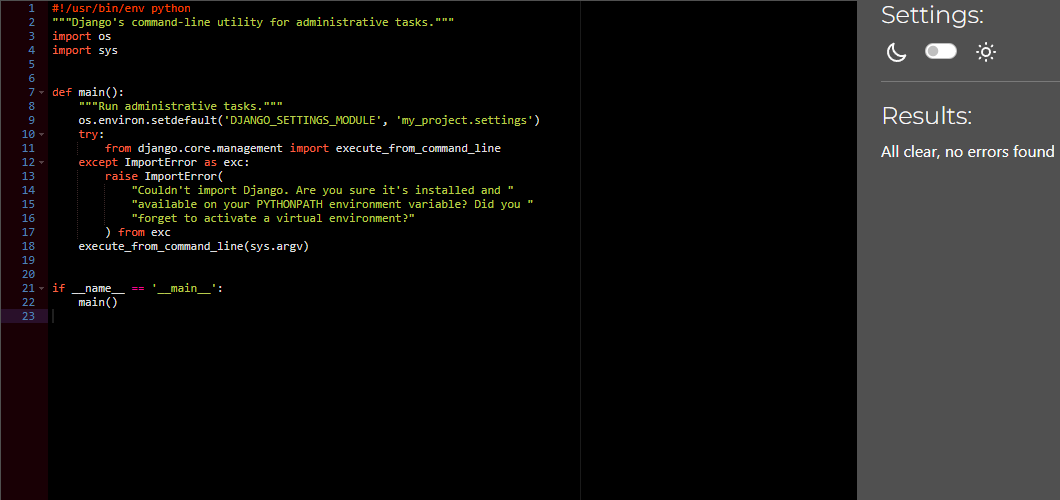 1 #!/usr/bin/env python
2 """Django's command-line utility for administrative tasks."""
3 import os
4 import sys
5
6
7 def main():
8     """Run administrative tasks."""
9     os.environ.setdefault('DJANGO_SETTINGS_MODULE', 'my_project.settings')
10     try:
11         from django.core.management import execute_from_command_line
12     except ImportError as exc:
13         raise ImportError(
14             "Couldn't import Django. Are you sure it's installed and "
15             "available on your PYTHONPATH environment variable? Did you "
16             "forget to activate a virtual environment?"
17         ) from exc
18     execute_from_command_line(sys.argv)
19
20
21 if __name__ == '__main__':
22     main()
23
Settings:
Results:
All clear, no errors found